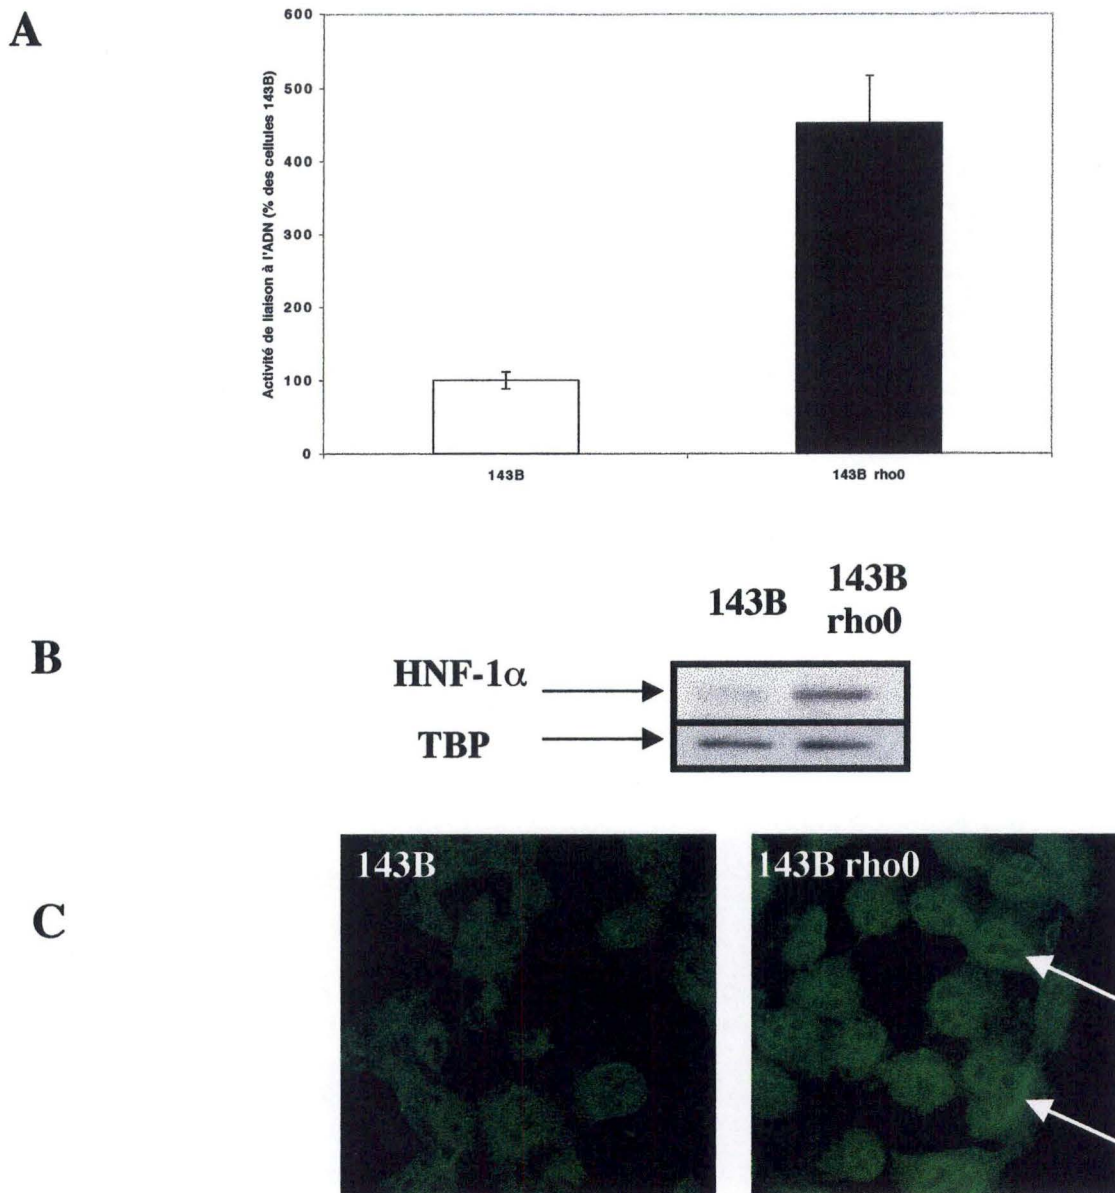 A
600
500
400
300
200
100
0
Activité de liaison à l'ADN (% des cellules 143B)
143B
143B rho0
B
143B
143B
rho0
HNF-1α
TBP
C
143B
143B rho0